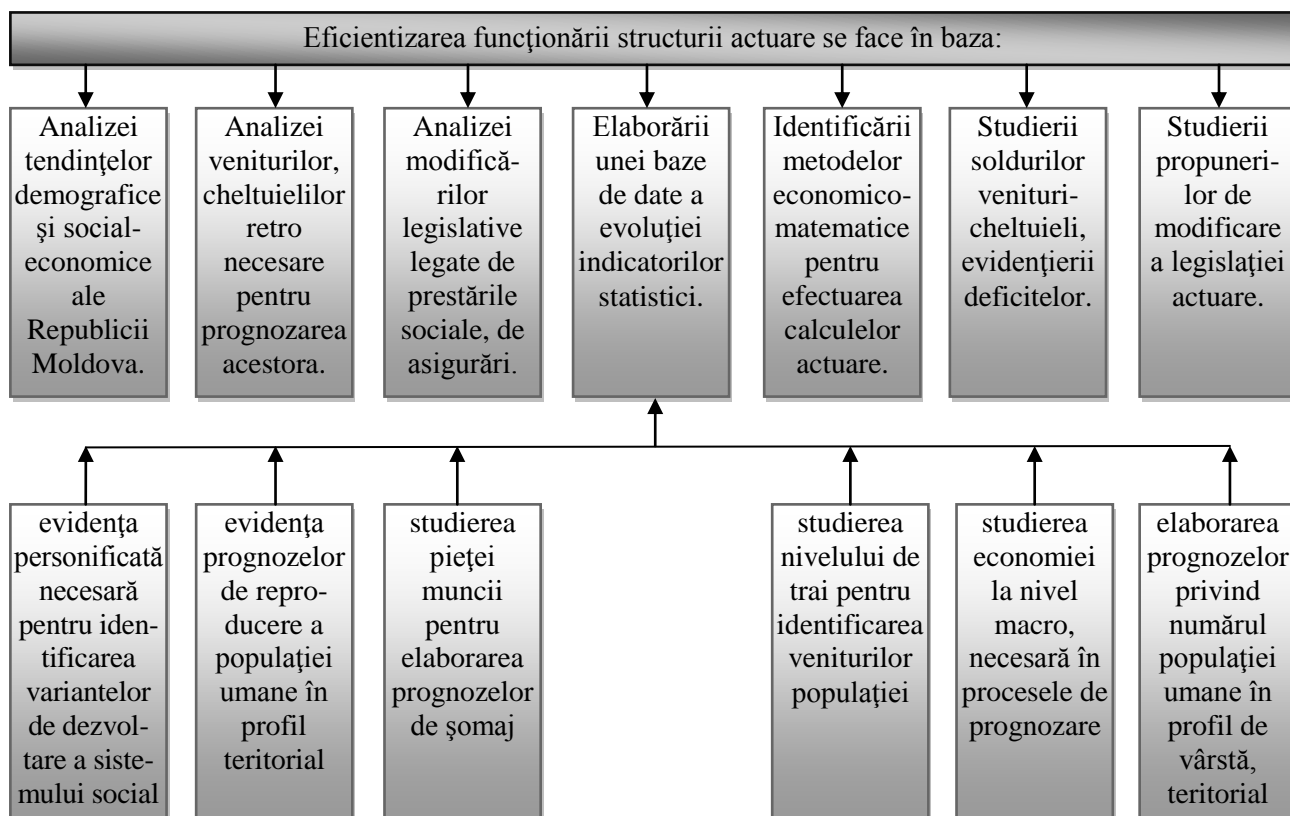 Eficientizarea funcţionării structurii actuare se face în baza:
Analizei
tendinţelor
demografice
şi social-
economice
ale
Republicii
Moldova.
Analizei
veniturilor,
cheltuielilor
retro
necesare
pentru
prognozarea
acestora.
Analizei
modifică-
rilor
legislative
legate de
prestările
sociale, de
asigurări.
Elaborării
unei baze
de date a
evoluţiei
indicatorilor
statistici.
Identificării
metodelor
economico-
matematice
pentru
efectuarea
calculelor
actuare.
Studierii
soldurilor
venituri-
cheltuieli,
evidenţierii
deficitelor.
Studierii
propuneri-
lor de
modificare
a legislaţiei
actuare.
evidenţa
personificată
necesară
pentru iden-
tificarea
variantelor
de dezvol-
tare a siste-
mului social
evidenţa
prognozelor
de repro-
ducere a
populaţiei
umane în
profil
teritorial
studierea
pieţei
muncii
pentru
elaborarea
prognozelor
de şomaj
studierea
nivelului de
trai pentru
identificarea
veniturilor
populaţiei
studierea
economiei
la nivel
macro,
necesară în
procesele de
prognozare
elaborarea
prognozelor
privind
numărul
populaţiei
umane în
profil de
vârstă,
teritorial